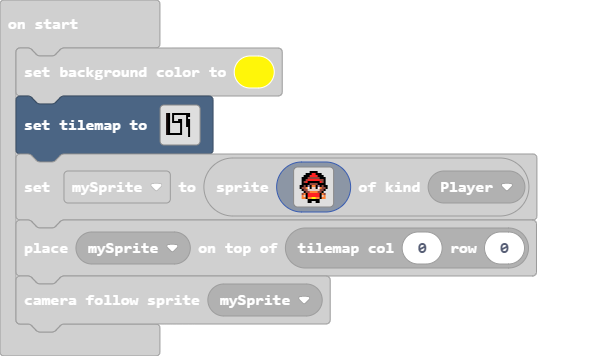 on start
set background color to
set tilemap to
set mySprite to sprite of kind Player
place mySprite on top of tilemap col 0 row 0
camera follow sprite mySprite